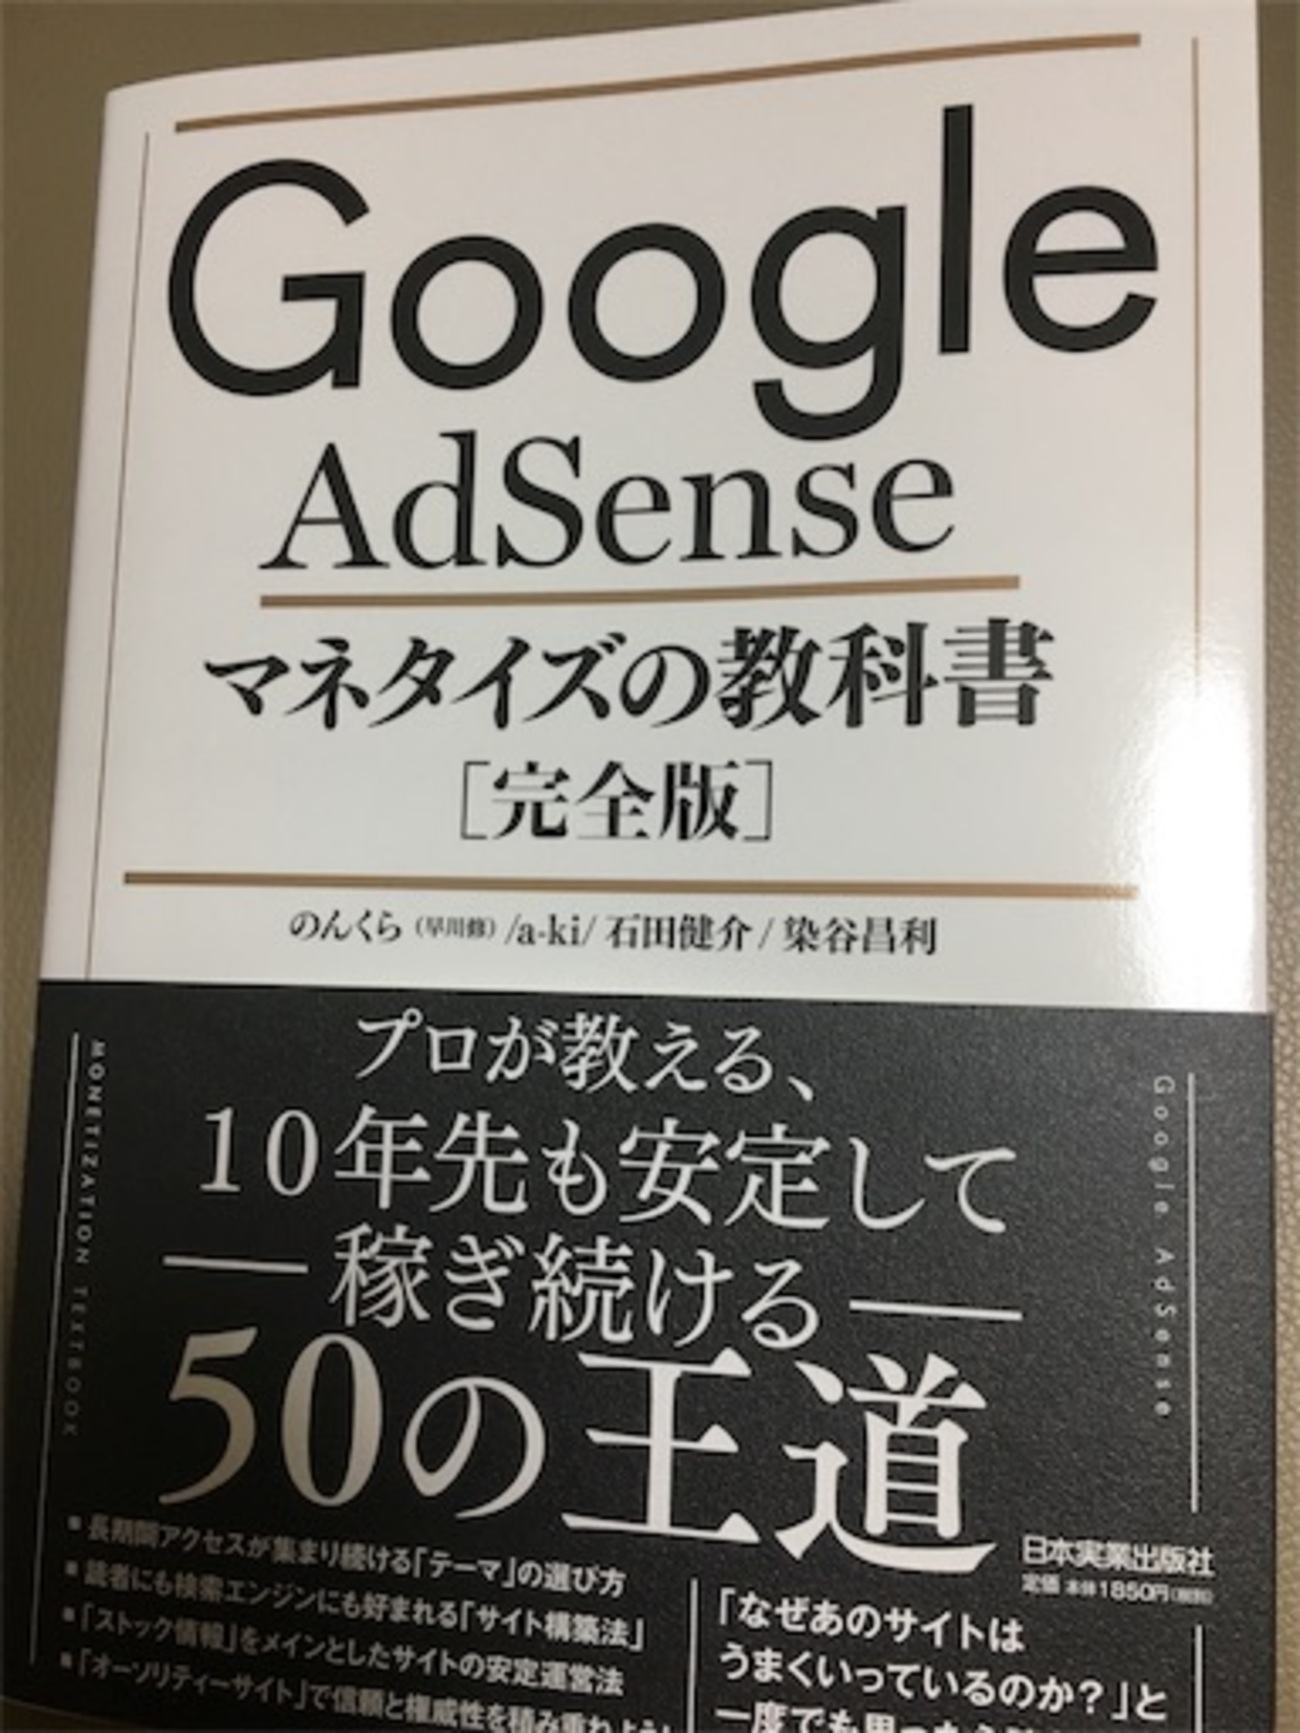 Google
AdSense
マネタイズの教科書
[完全版]
のんくら(早川修)/a-ki/石田健介/染谷昌利
プロが教える、
10年先も安定して
稼ぎ続ける
50の王道
MONETIZATION TEXTBOOK
Google AdSense
日本実業出版社
定価 本体1850円(税別)
■長期間アクセスが集まり続ける「テーマ」の選び方
■読者にも検索エンジンにも好まれる「サイト構築法」
■「ストック情報」をメインとしたサイトの安定運営法
■「オーソリティーサイト」で信頼と権威性を積み重ねよう!
「なぜあのサイトは
うまくいっているのか?」と
一度でも思った